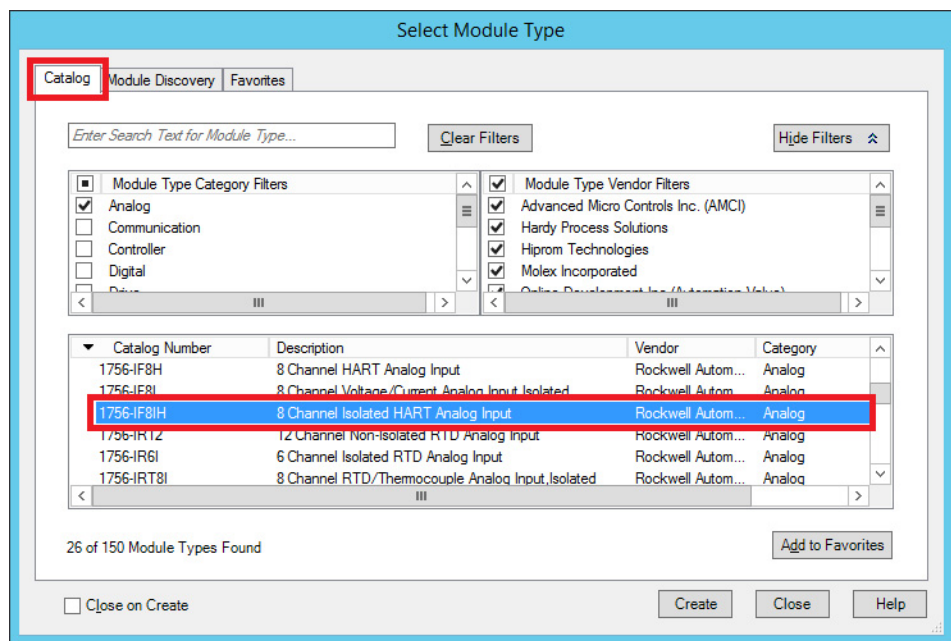 Select Module Type
Catalog Module Discovery Favorites
Enter Search Text for Module Type... Clear Filters Hide Filters
Module Type Category Filters Module Type Vendor Filters
Analog Advanced Micro Controls Inc. (AMCI)
Communication Hardy Process Solutions
Controller Hiprom Technologies
Digital Molex Incorporated
Catalog Number Description Vendor Category
1756-IF8H 8 Channel HART Analog Input Rockwell Autom... Analog
1756-IF8I 8 Channel Voltage/Current Analog Input Isolated Rockwell Autom... Analog
1756-IF8IH 8 Channel Isolated HART Analog Input Rockwell Autom... Analog
1756-IR12 12 Channel Non-Isolated RTD Analog Input Rockwell Autom... Analog
1756-IR6I 6 Channel Isolated RTD Analog Input Rockwell Autom... Analog
1756-IRT8I 8 Channel RTD/Thermocouple Analog Input,Isolated Rockwell Autom... Analog
26 of 150 Module Types Found Add to Favorites
Close on Create Create Close Help